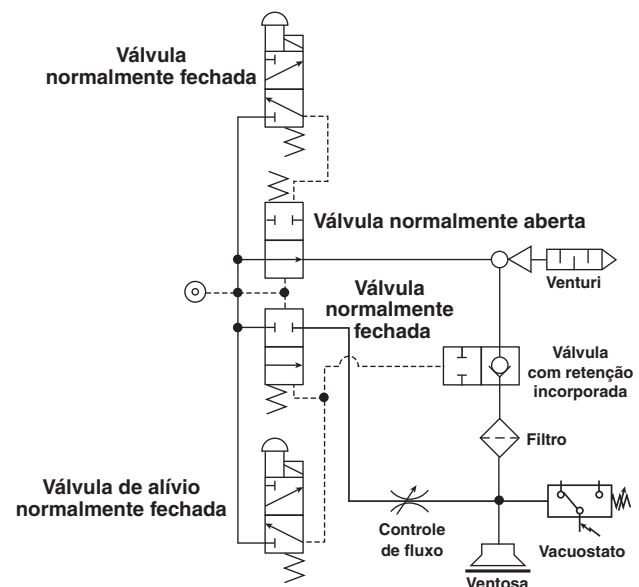 Válvula
normalmente fechada
Válvula normalmente aberta
Venturi
Válvula
normalmente
fechada
Válvula
com retenção
incorporada
Filtro
Válvula de alívio
normalmente fechada
Controle
de fluxo
Vacuostato
Ventosa